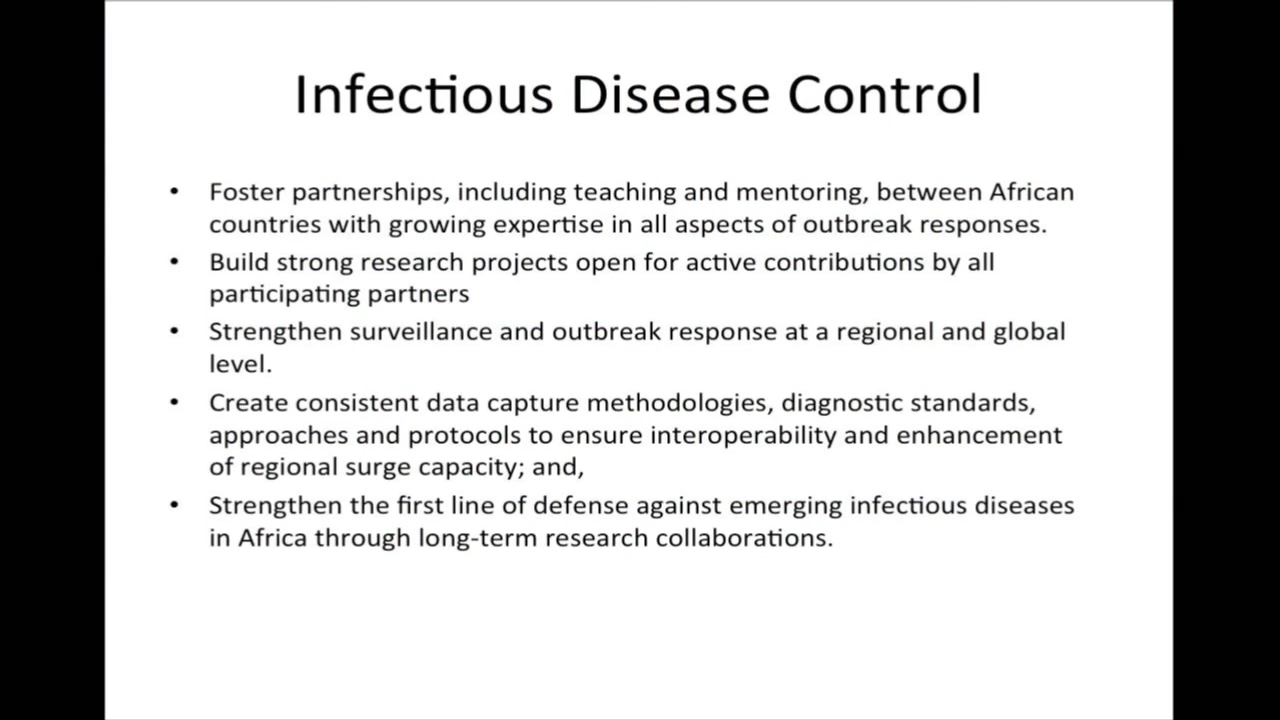 Infectious Disease Control
• Foster partnerships, including teaching and mentoring, between African
countries with growing expertise in all aspects of outbreak responses.
• Build strong research projects open for active contributions by all
participating partners
• Strengthen surveillance and outbreak response at a regional and global
level.
• Create consistent data capture methodologies, diagnostic standards,
approaches and protocols to ensure interoperability and enhancement
of regional surge capacity; and,
• Strengthen the first line of defense against emerging infectious diseases
in Africa through long-term research collaborations.